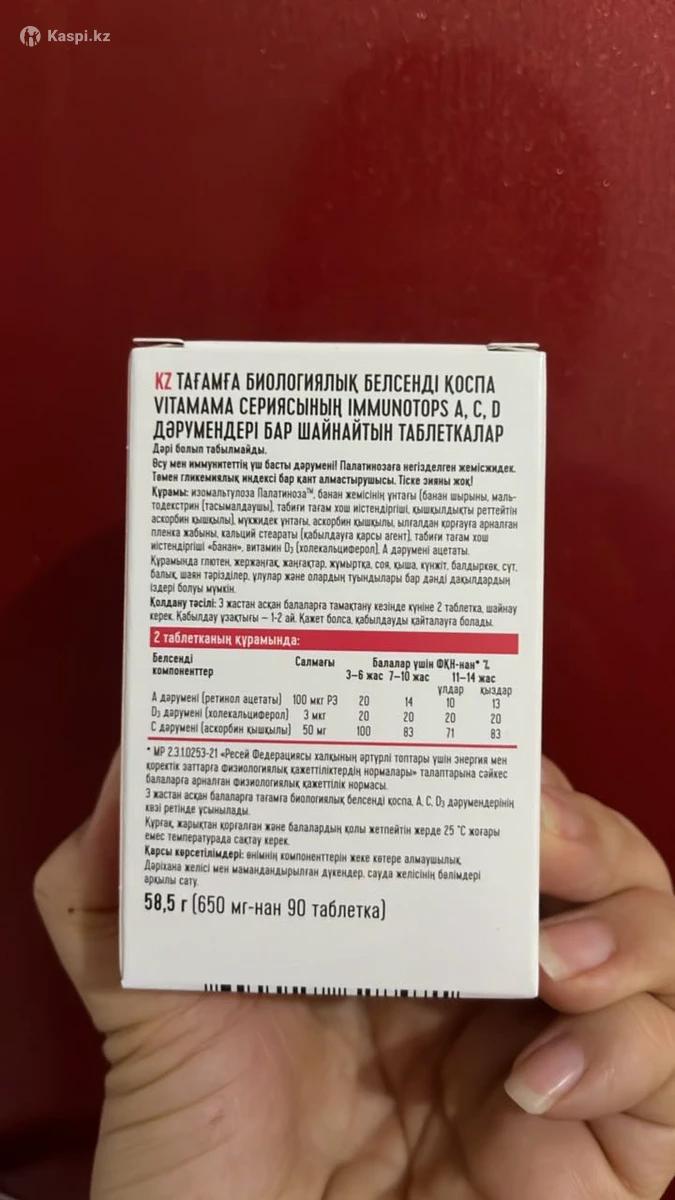 Kaspi.kz
KZ ТАҒАМҒА БИОЛОГИЯЛЫҚ БЕЛСЕНДІ ҚОСПА
VITAMAMA СЕРИЯСЫНЫҢ IMMUNOTOPS A, C, D
ДӘРУМЕНДЕРІ БАР ШАЙНАЙТЫН ТАБЛЕТКАЛАР
Дәрі болып табылмайды.
Өсу мен иммунитеттің үш басты дәрумені! Палатинозаға негізделген жемісжидек.
Төмен гликемиялық индексі бар қант алмастырушысы. Тіске зияны жоқ!
Құрамы: изомальтулоза Палатиноза™, банан жемісінің ұнтағы (банан шырыны, маль-
тодекстрин (тасымалдаушы), табиғи тағам хош иістендіргіші, қышқылдықты реттейтін
аскорбин қышқылы), мүкжидек ұнтағы, аскорбин қышқылы, ылғалдан қорғауға арналған
пленка жабыны, кальций стеараты (қабылдауға қарсы агент), табиғи тағам хош
иістендіргіші «Банан», витамин D₃ (холекальциферол), А дәрумені ацетаты.
Құрамында глютен, жержаңғақ, жаңғақтар, жұмыртқа, соя, қыша, күнжіт, балдыркөк, сүт,
балық, шаян тәрізділер, ұлулар және олардың туындылары бар дәнді дақылдардың
іздері болуы мүмкін.
Қолдану тәсілі: 3 жастан асқан балаларға тамақтану кезінде күніне 2 таблетка, шайнау
керек. Қабылдау ұзақтығы – 1-2 ай. Қажет болса, қабылдауды қайталауға болады.
2 таблетканың құрамында:
Белсенді компоненттер Салмағы Балалар үшін ФҚН-нан* %
3–6 жас 7–10 жас 11–14 жас
ұлдар қыздар
А дәрумені (ретинол ацетаты) 100 мкг РЭ 20 14 10 13
D₃ дәрумені (холекальциферол) 3 мкг 20 20 20 20
С дәрумені (аскорбин қышқылы) 50 мг 100 83 71 83
* МР 2.3.1.0253-21 «Ресей Федерациясы халқының әртүрлі топтары үшін энергия мен
қоректік заттарға физиологиялық қажеттіліктердің нормалары» талаптарына сәйкес
балаларға арналған физиологиялық қажеттілік нормасы.
3 жастан асқан балаларға тағамға биологиялық белсенді қоспа, А, С, D₃ дәрумендерінің
көзі ретінде ұсынылады.
Құрғақ, жарықтан қорғалған және балалардың қолы жетпейтін жерде 25 °С жоғары
емес температурада сақтау керек.
Қарсы көрсетілімдері: өнімнің компоненттерін жеке көтере алмаушылық.
Дәріхана желісі мен мамандандырылған дүкендер, сауда желісінің бөлімдері
арқылы сату.
58,5 г (650 мг-нан 90 таблетка)